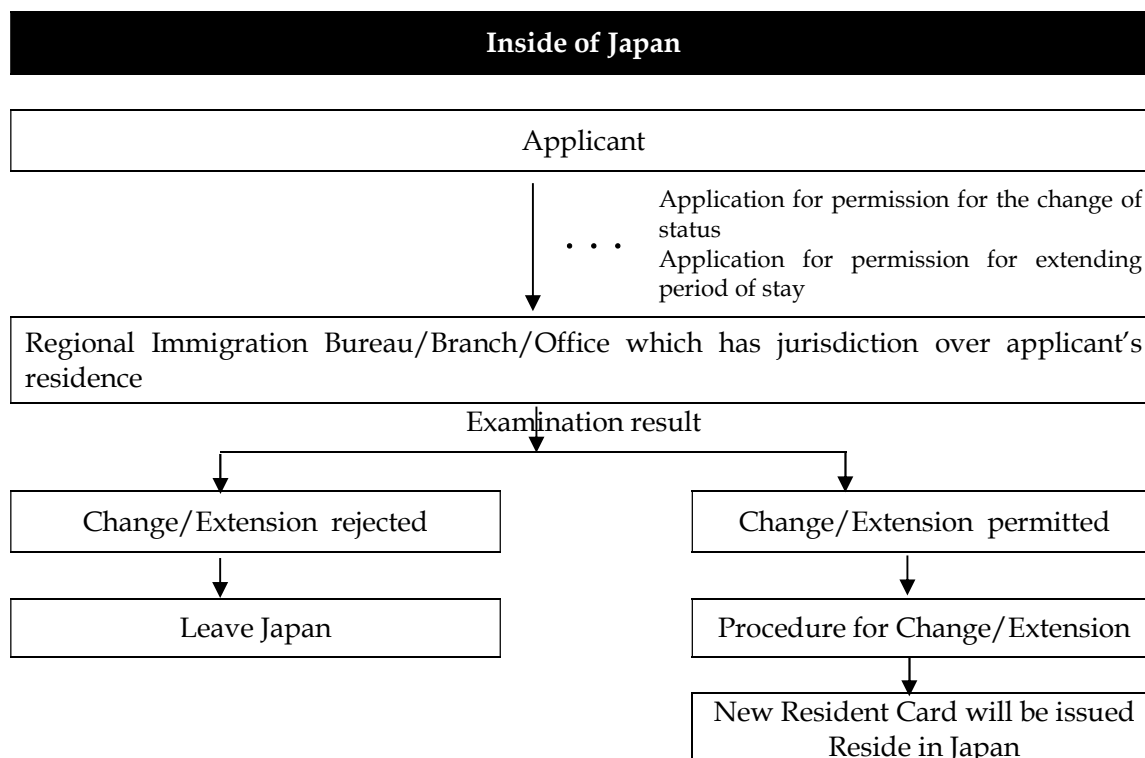 Inside of Japan
Applicant
Application for permission for the change of
status
Application for permission for extending
period of stay
. . .
Regional Immigration Bureau/Branch/Office which has jurisdiction over applicant’s
residence
Examination result
Change/Extension rejected
Change/Extension permitted
Leave Japan
Procedure for Change/Extension
New Resident Card will be issued
Reside in Japan